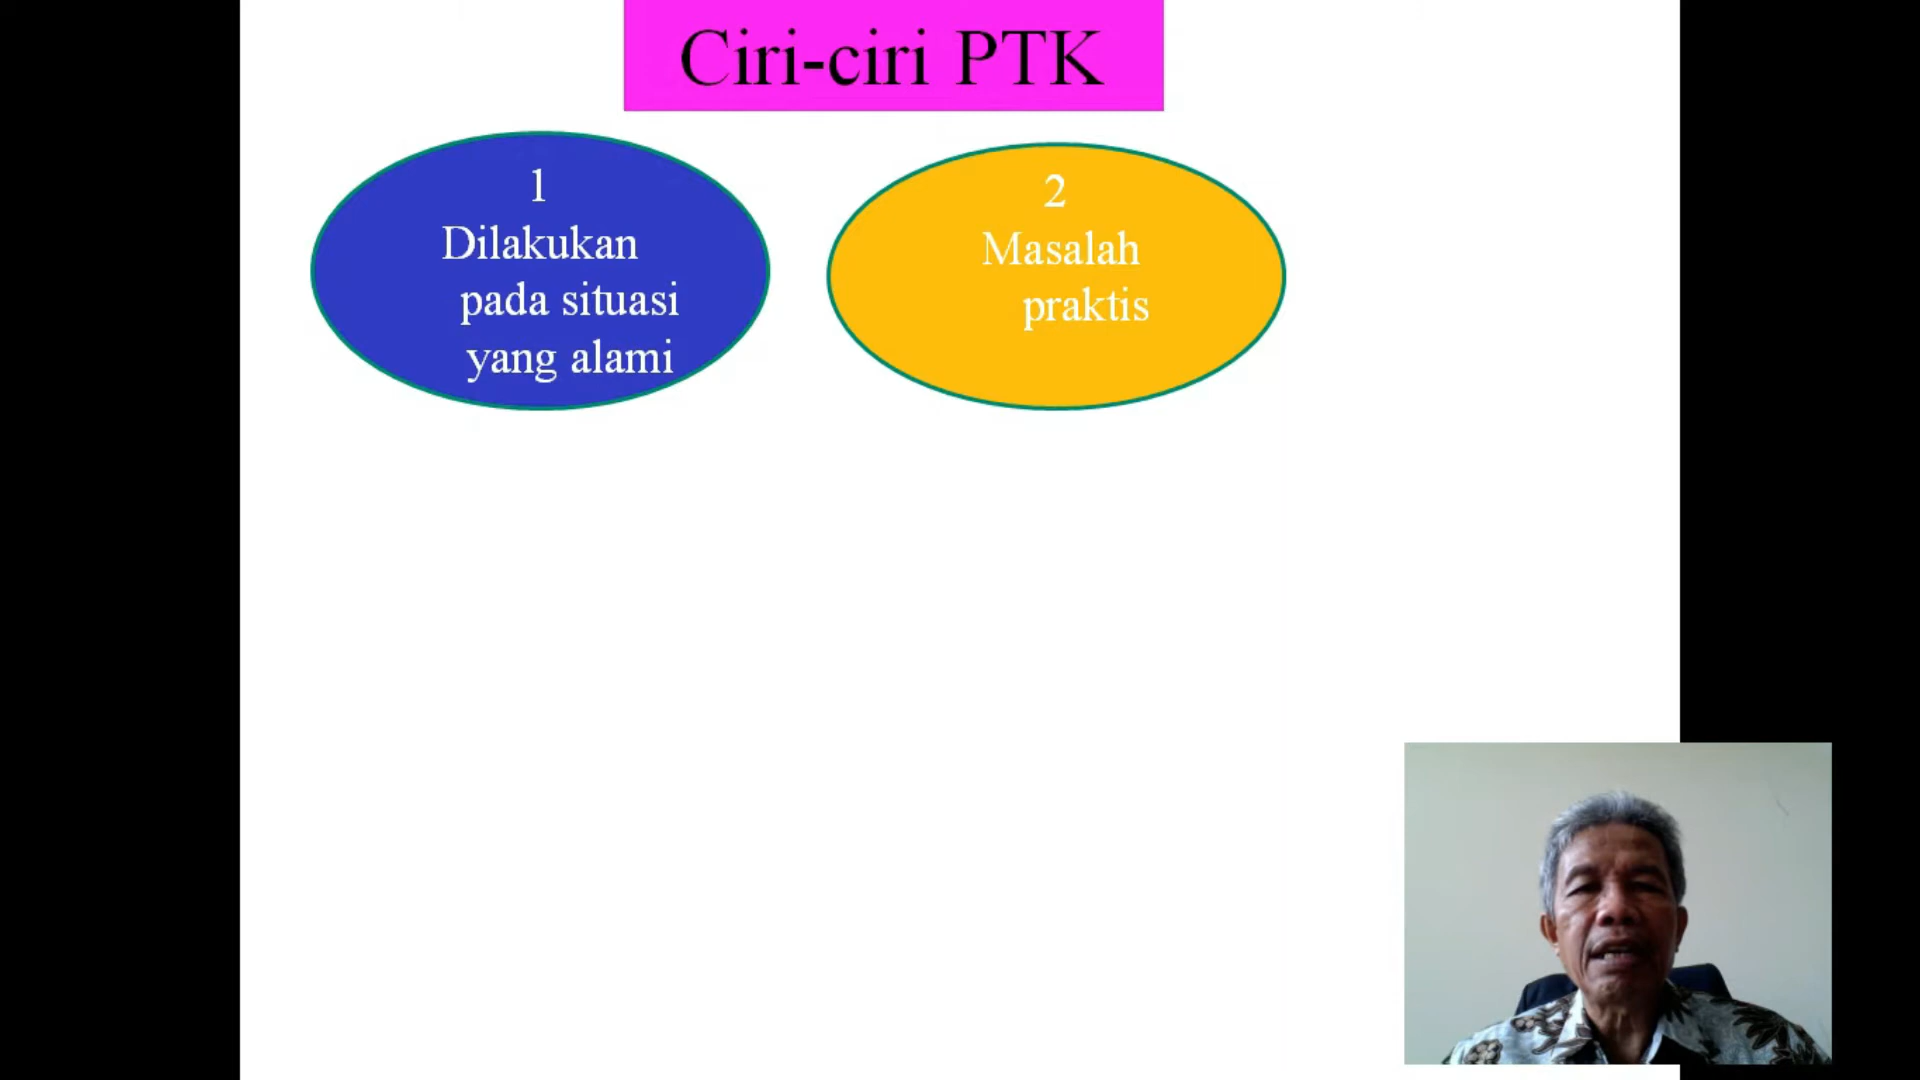 Ciri-ciri PTK
1
Dilakukan
pada situasi
yang alami
2
Masalah
praktis